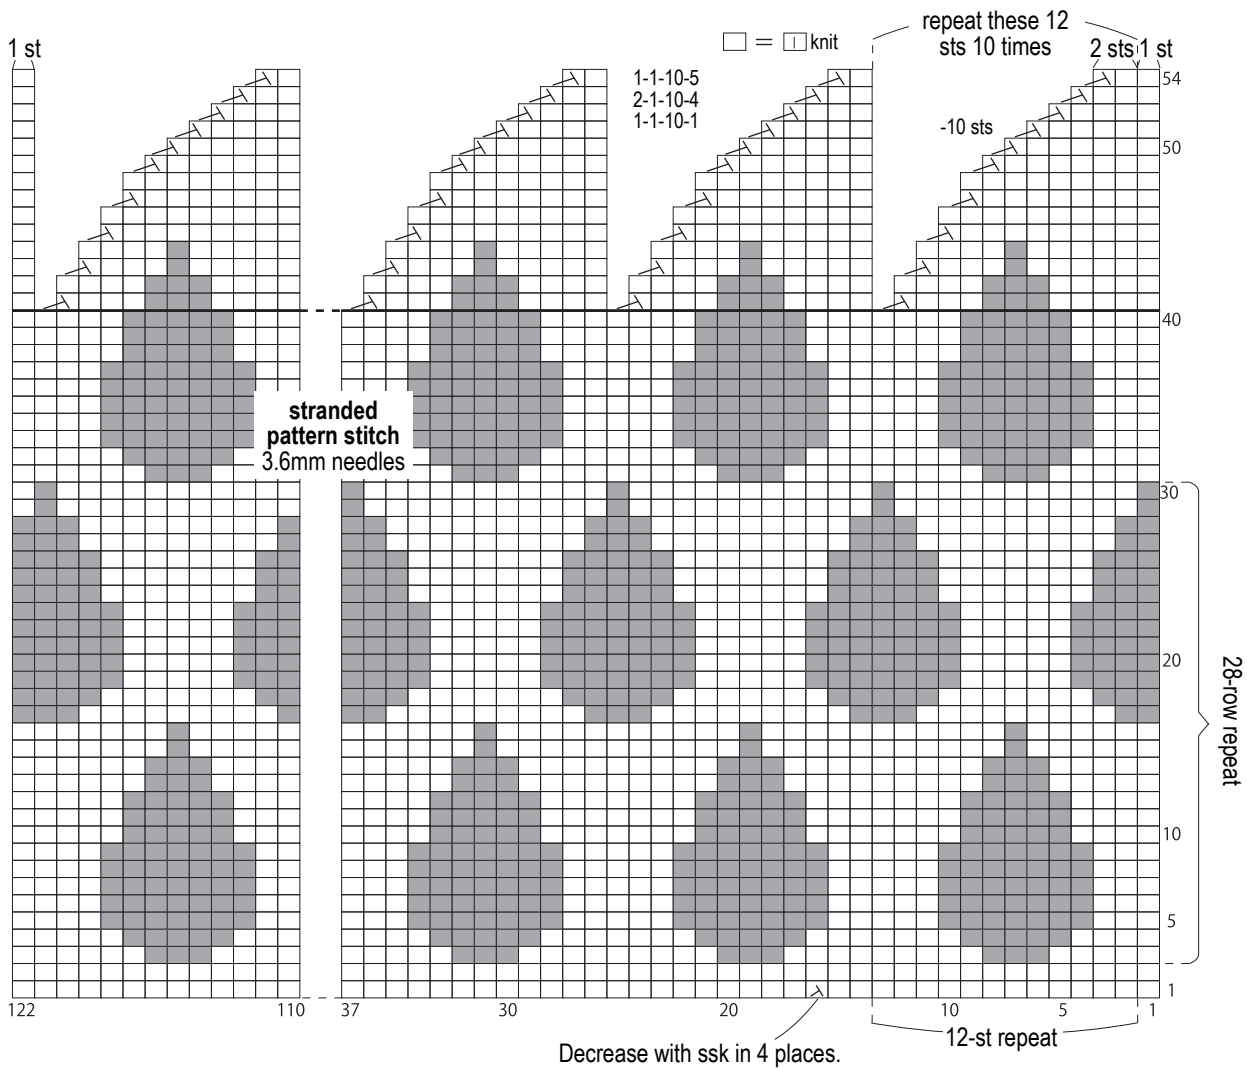 repeat these 12
sts 10 times
1 st
= knit
2 sts 1 st
1-1-10-5
2-1-10-4
1-1-10-1
54
-10 sts
50
40
stranded
pattern stitch
3.6mm needles
30
28-row repeat
20
10
5
1
122
110
37
30
20
10
5
1
12-st repeat
Decrease with ssk in 4 places.